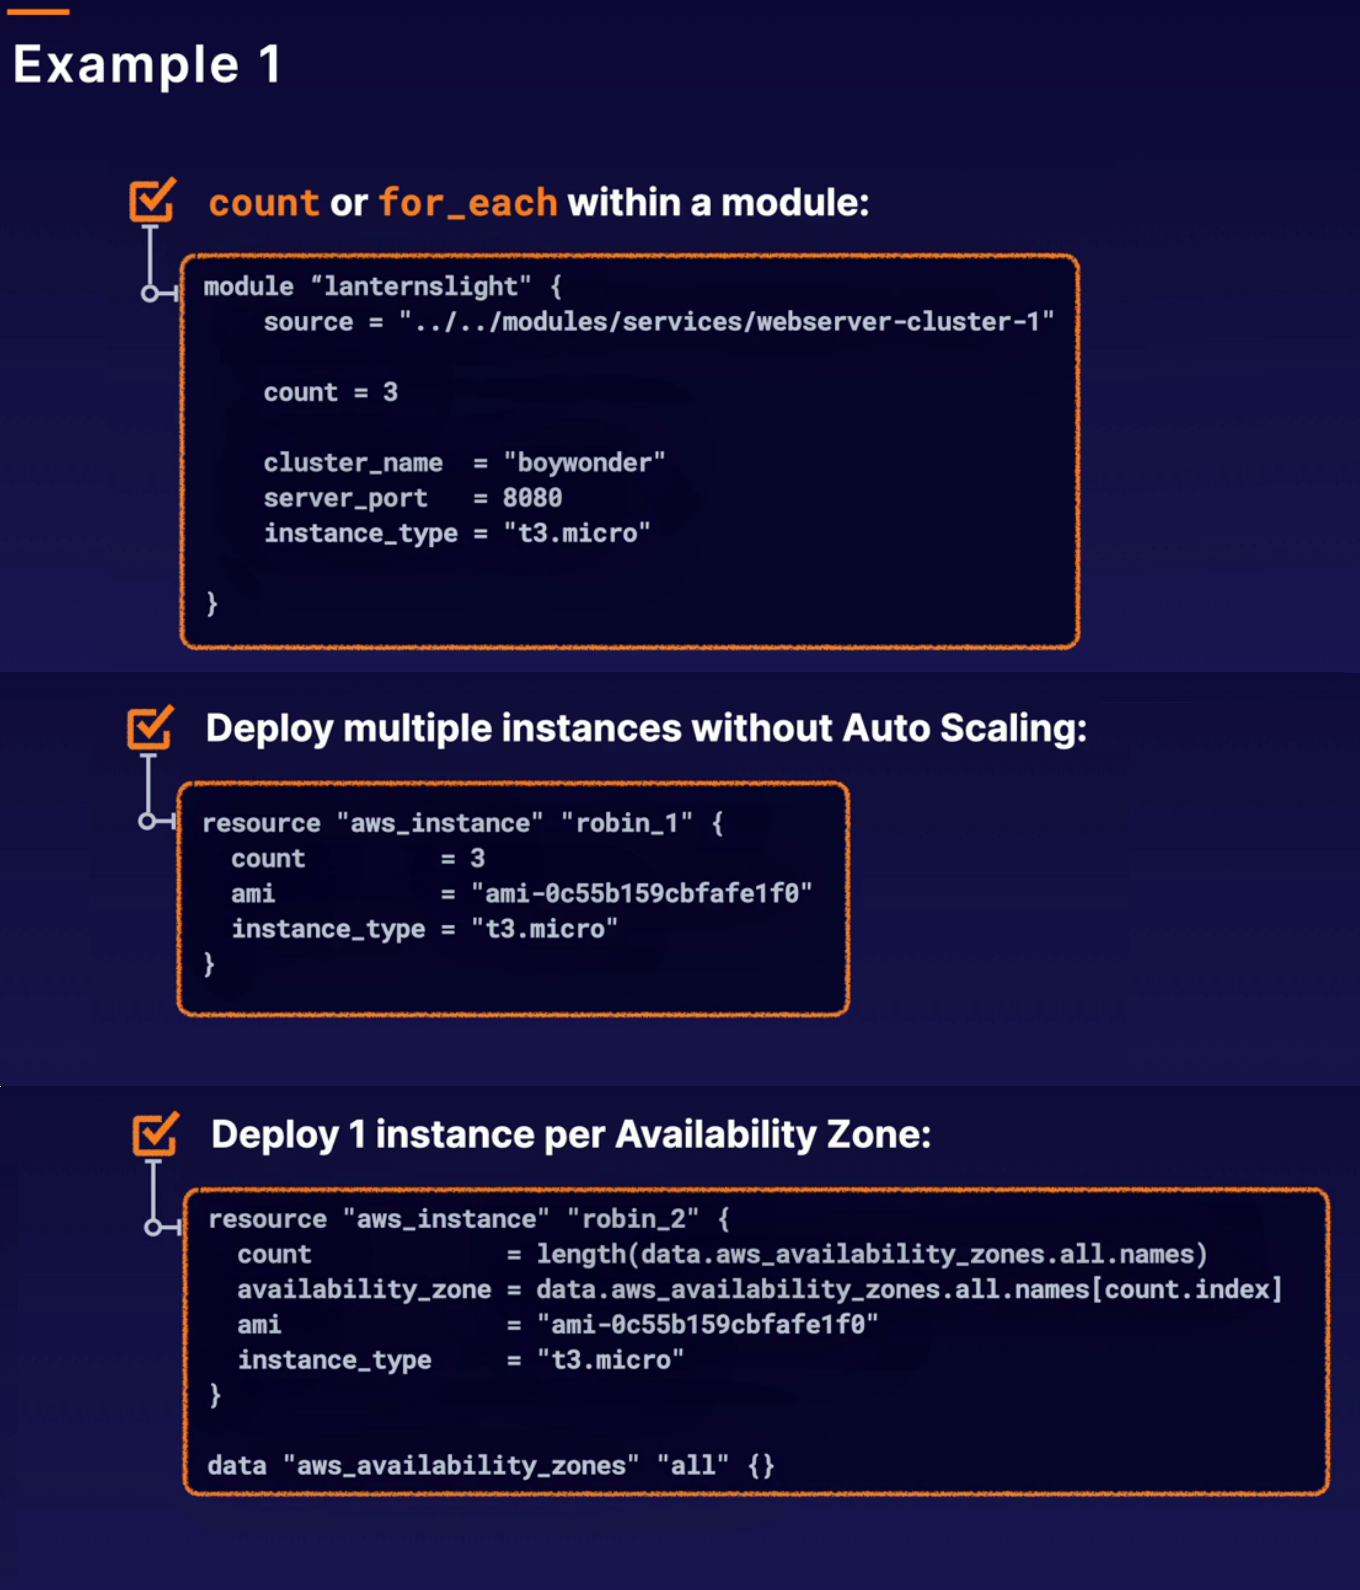 Example 1
count or for_each within a module:
module “lanternslight" {
    source = "../../modules/services/webserver-cluster-1"
    count = 3
    cluster_name  = "boywonder"
    server_port   = 8080
    instance_type = "t3.micro"
}
Deploy multiple instances without Auto Scaling:
resource "aws_instance" "robin_1" {
  count         = 3
  ami           = "ami-0c55b159cbfafe1f0"
  instance_type = "t3.micro"
}
Deploy 1 instance per Availability Zone:
resource "aws_instance" "robin_2" {
  count             = length(data.aws_availability_zones.all.names)
  availability_zone = data.aws_availability_zones.all.names[count.index]
  ami               = "ami-0c55b159cbfafe1f0"
  instance_type     = "t3.micro"
}
data "aws_availability_zones" "all" {}